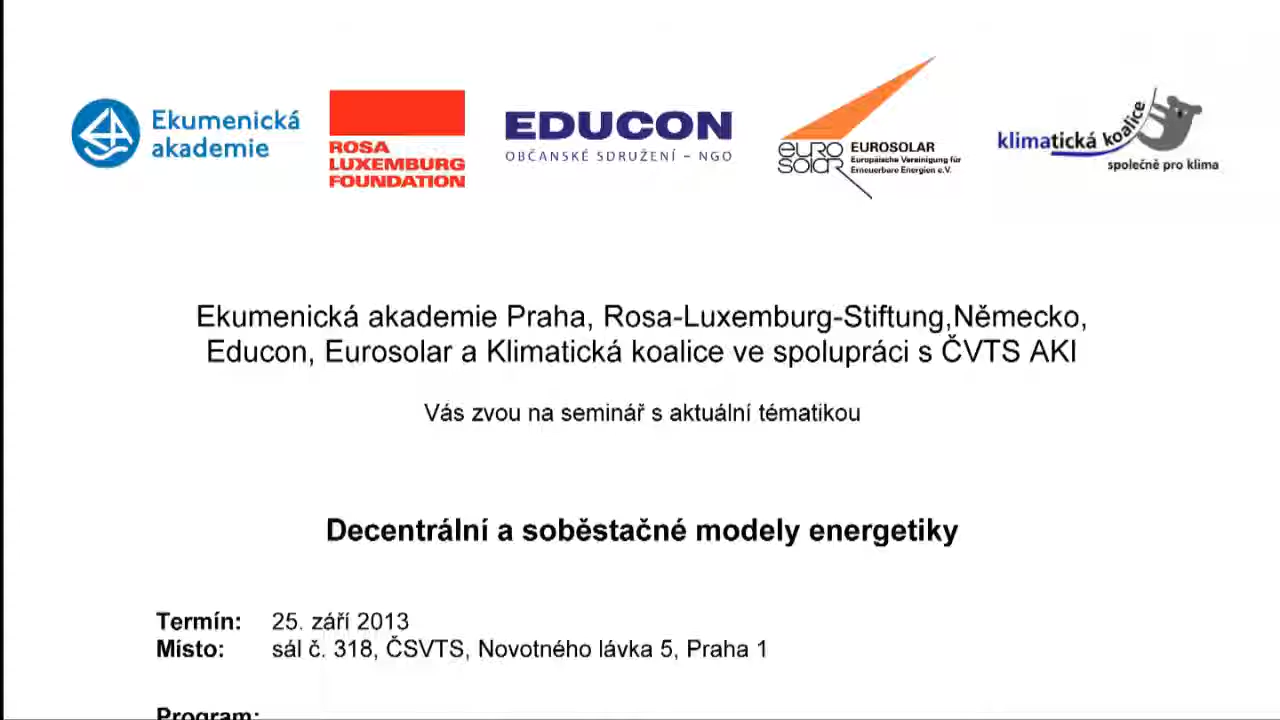 Ekumenická
akademie
ROSA
LUXEMBURG
FOUNDATION
EDUCON
OBČANSKÉ SDRUŽENÍ – NGO
euro
solar
EUROSOLAR
Europäische Vereinigung für
Erneuerbare Energien e.V.
klimatická koalice
společně pro klima
Ekumenická akademie Praha, Rosa-Luxemburg-Stiftung,Německo,
Educon, Eurosolar a Klimatická koalice ve spolupráci s ČVTS AKI
Vás zvou na seminář s aktuální tématikou
Decentrální a soběstačné modely energetiky
Termín: 25. září 2013
Místo: sál č. 318, ČSVTS, Novotného lávka 5, Praha 1
Program: